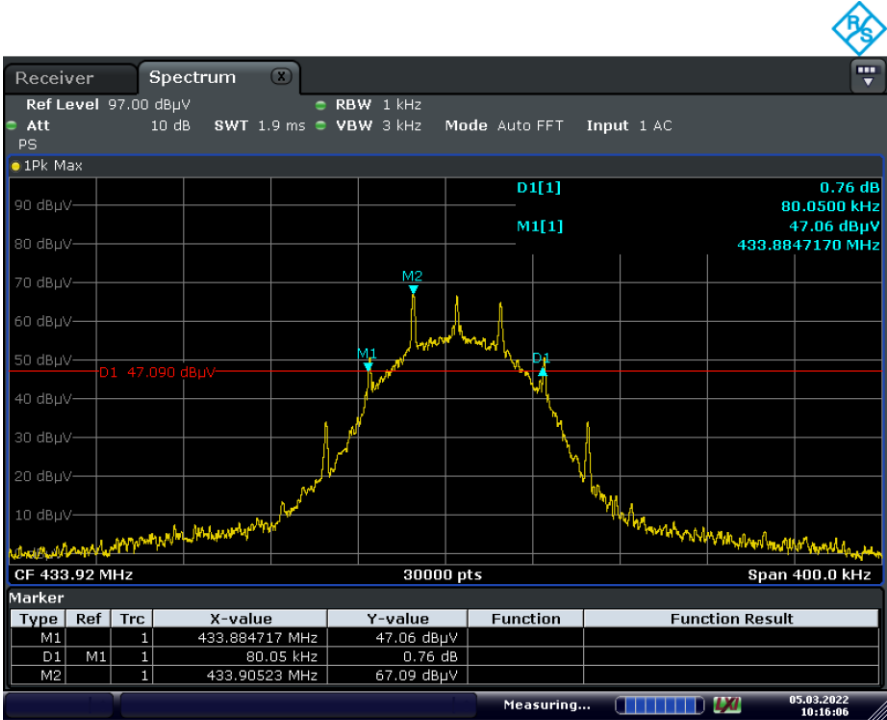 R&S
Receiver Spectrum X
Ref Level 97.00 dBµV RBW 1 kHz
Att 10 dB SWT 1.9 ms VBW 3 kHz Mode Auto FFT Input 1 AC
PS
1Pk Max
D1[1] 0.76 dB
80.0500 kHz
M1[1] 47.06 dBµV
433.8847170 MHz
90 dBµV
80 dBµV
70 dBµV
M2
60 dBµV
50 dBµV
M1
D1
D1 47.090 dBµV
40 dBµV
30 dBµV
20 dBµV
10 dBµV
CF 433.92 MHz 30000 pts Span 400.0 kHz
Marker
Type Ref Trc X-value Y-value Function Function Result
M1 1 433.884717 MHz 47.06 dBµV
D1 M1 1 80.05 kHz 0.76 dB
M2 1 433.90523 MHz 67.09 dBµV
Measuring... LXI 05.03.2022
10:16:06